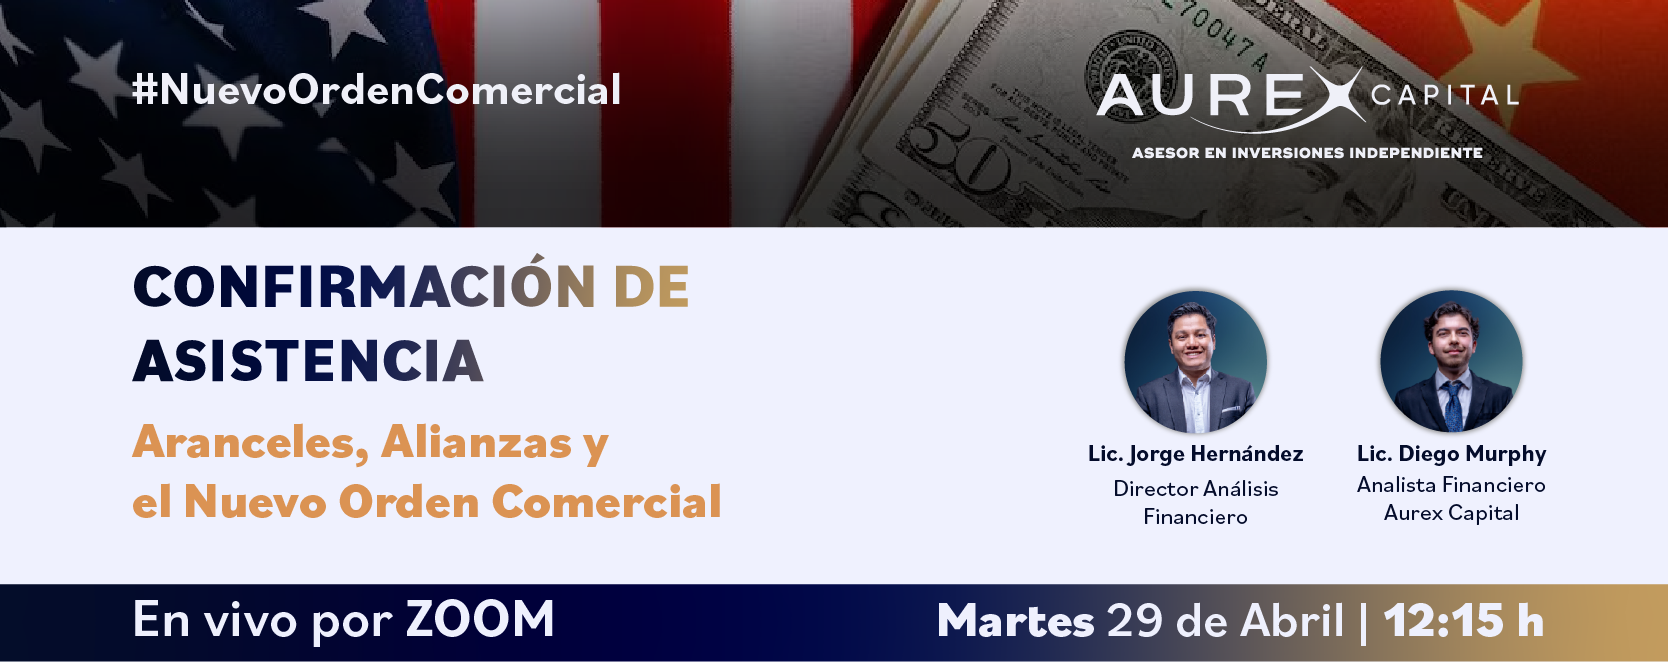 #NuevoOrdenComercial
AUREX CAPITAL
ASESOR EN INVERSIONES INDEPENDIENTE
CONFIRMACIÓN DE
ASISTENCIA
Aranceles, Alianzas y
el Nuevo Orden Comercial
Lic. Jorge Hernández
Director Análisis
Financiero
Lic. Diego Murphy
Analista Financiero
Aurex Capital
En vivo por ZOOM
Martes 29 de Abril | 12:15 h